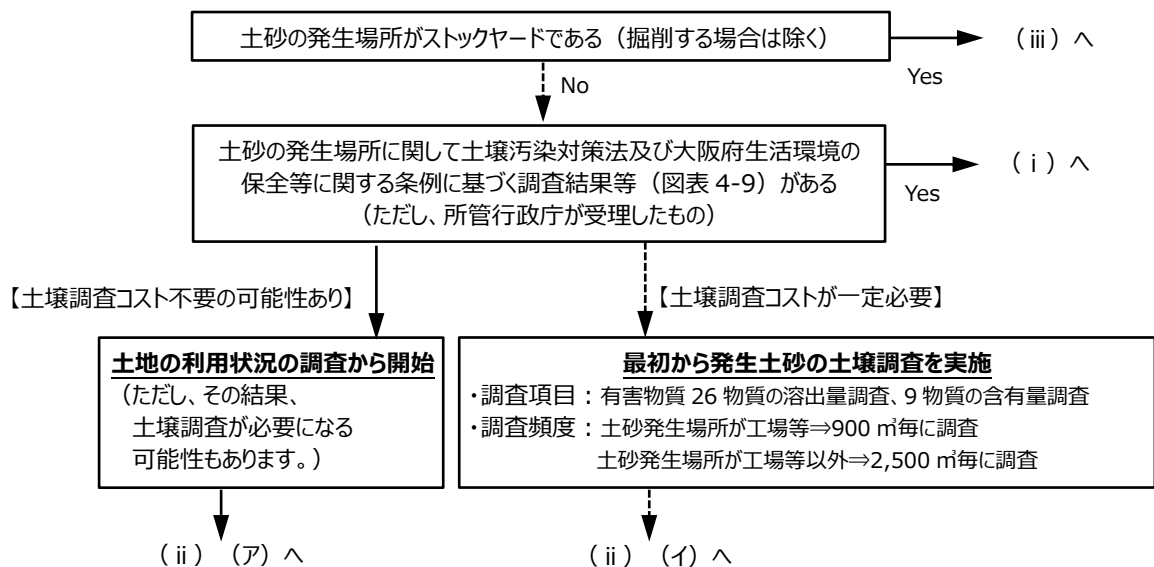 土砂の発生場所がストックヤードである（掘削する場合は除く）
（ⅲ）へ
Yes
No
土砂の発生場所に関して土壌汚染対策法及び大阪府生活環境の
保全等に関する条例に基づく調査結果等（図表 4-9）がある
（ただし、所管行政庁が受理したもの）
（ⅰ）へ
Yes
【土壌調査コスト不要の可能性あり】
【土壌調査コストが一定必要】
土地の利用状況の調査から開始
（ただし、その結果、
土壌調査が必要になる
可能性もあります。）
最初から発生土砂の土壌調査を実施
・調査項目：有害物質 26 物質の溶出量調査、9 物質の含有量調査
・調査頻度：土砂発生場所が工場等⇒900 ㎡毎に調査
土砂発生場所が工場等以外⇒2,500 ㎡毎に調査
（ⅱ）（ア）へ
（ⅱ）（イ）へ